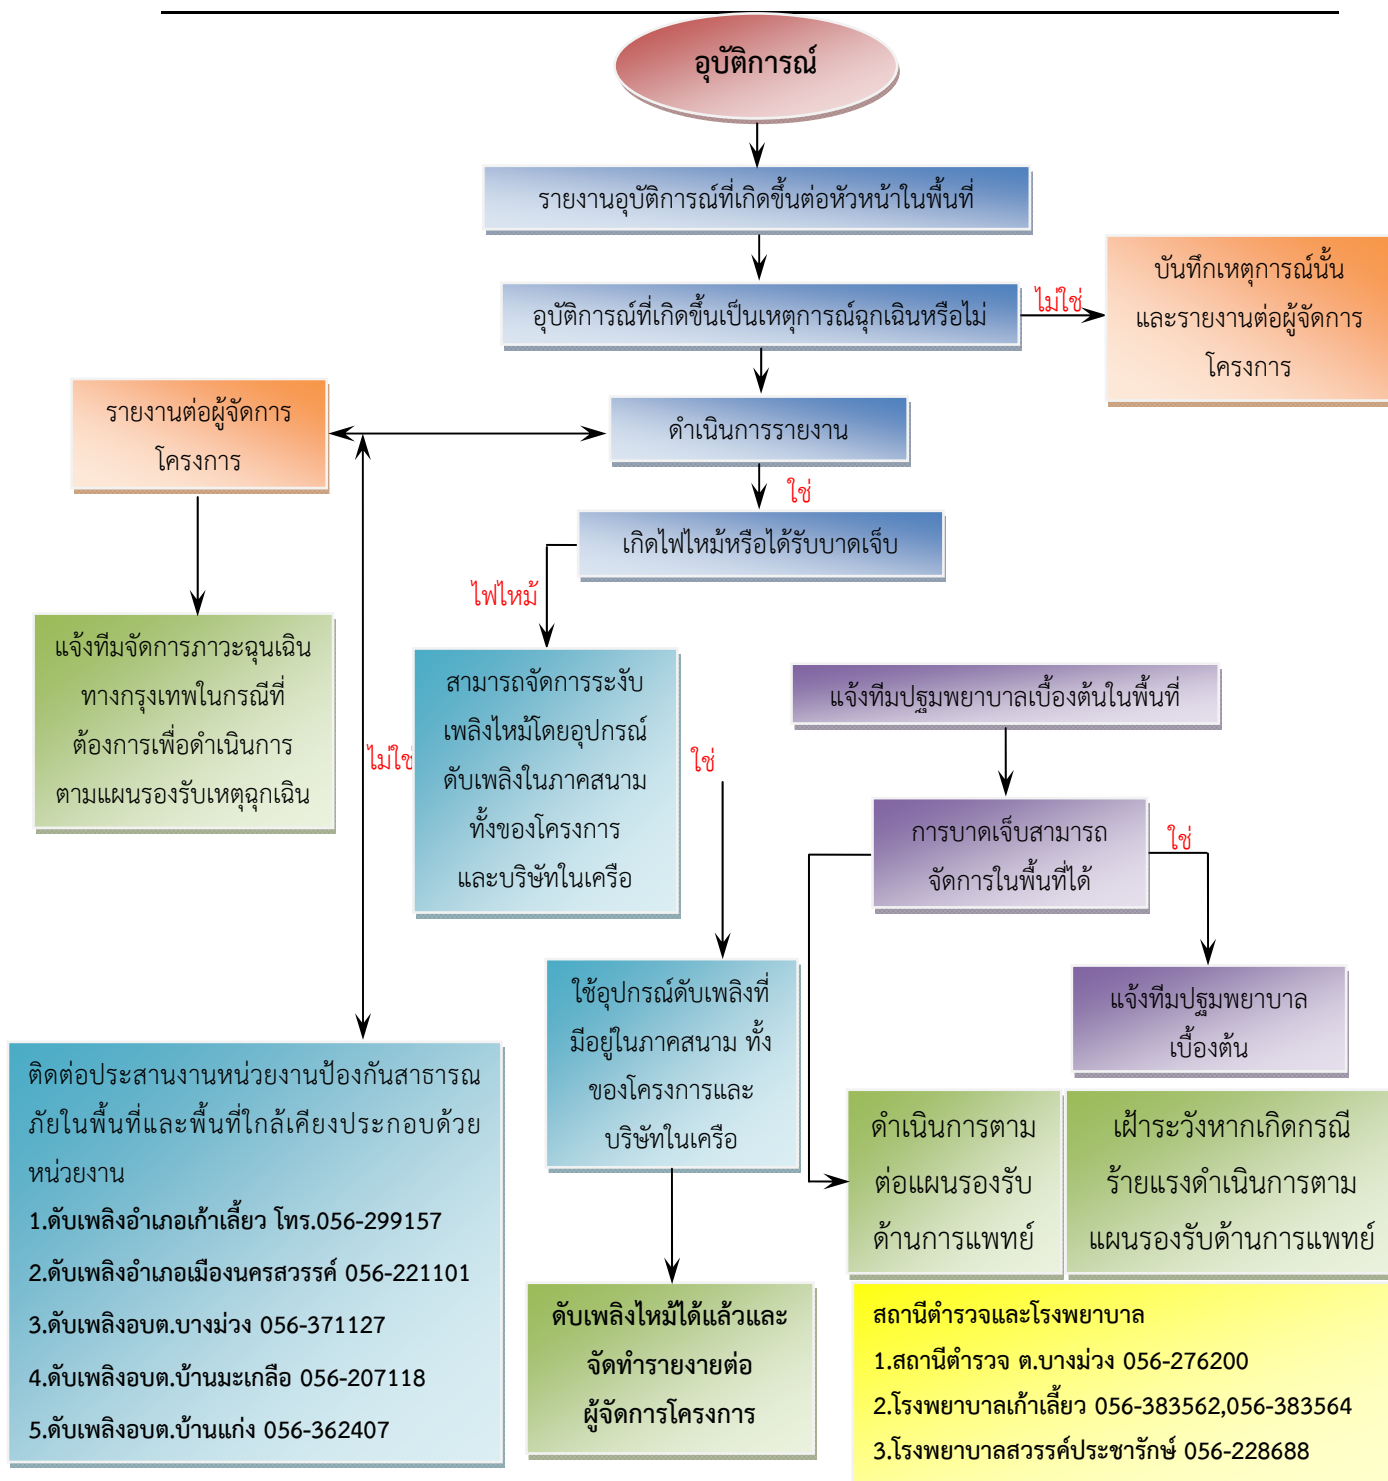 อุบัติการณ์
รายงานอุบัติการณ์ที่เกิดขึ้นต่อหัวหน้าในพื้นที่
อุบัติการณ์ที่เกิดขึ้นเป็นเหตุการณ์ฉุกเฉินหรือไม่
ไม่ใช่
บันทึกเหตุการณ์นั้น
และรายงานต่อผู้จัดการ
โครงการ
รายงานต่อผู้จัดการ
โครงการ
ดำเนินการรายงาน
ใช่
เกิดไฟไหม้หรือได้รับบาดเจ็บ
ไฟไหม้
แจ้งทีมจัดการภาวะฉุนเฉิน
ทางกรุงเทพในกรณีที่
ต้องการเพื่อดำเนินการ
ตามแผนรองรับเหตุฉุกเฉิน
ไม่ใช่
สามารถจัดการระงับ
เพลิงไหม้โดยอุปกรณ์
ดับเพลิงในภาคสนาม
ทั้งของโครงการ
และบริษัทในเครือ
ใช่
แจ้งทีมปฐมพยาบาลเบื้องต้นในพื้นที่
การบาดเจ็บสามารถ
จัดการในพื้นที่ได้
ใช่
ใช้อุปกรณ์ดับเพลิงที่
มีอยู่ในภาคสนาม ทั้ง
ของโครงการและ
บริษัทในเครือ
แจ้งทีมปฐมพยาบาล
เบื้องต้น
ติดต่อประสานงานหน่วยงานป้องกันสาธารณ
ภัยในพื้นที่และพื้นที่ใกล้เคียงประกอบด้วย
หน่วยงาน
1.ดับเพลิงอำเภอเก้าเลี้ยว โทร.056-299157
2.ดับเพลิงอำเภอเมืองนครสวรรค์ 056-221101
3.ดับเพลิงอบต.บางม่วง 056-371127
4.ดับเพลิงอบต.บ้านมะเกลือ 056-207118
5.ดับเพลิงอบต.บ้านแก่ง 056-362407
ดำเนินการตาม
ต่อแผนรองรับ
ด้านการแพทย์
เฝ้าระวังหากเกิดกรณี
ร้ายแรงดำเนินการตาม
แผนรองรับด้านการแพทย์
ดับเพลิงไหม้ได้แล้วและ
จัดทำรายงายต่อ
ผู้จัดการโครงการ
สถานีตำรวจและโรงพยาบาล
1.สถานีตำรวจ ต.บางม่วง 056-276200
2.โรงพยาบาลเก้าเลี้ยว 056-383562,056-383564
3.โรงพยาบาลสวรรค์ประชารักษ์ 056-228688